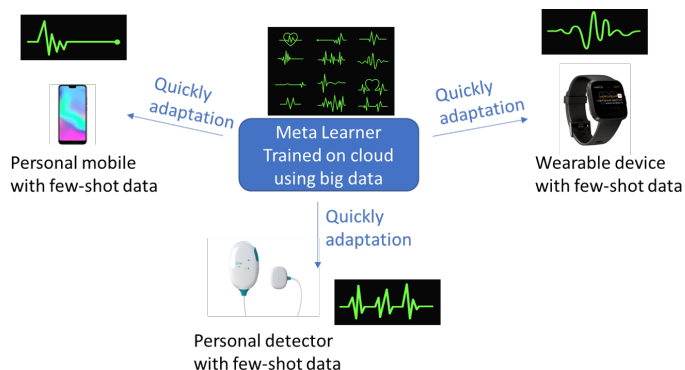 Quickly
adaptation
Quickly
adaptation
Meta Learner
Trained on cloud
using big data
Personal mobile
with few-shot data
Wearable device
with few-shot data
Quickly
adaptation
Personal detector
with few-shot data